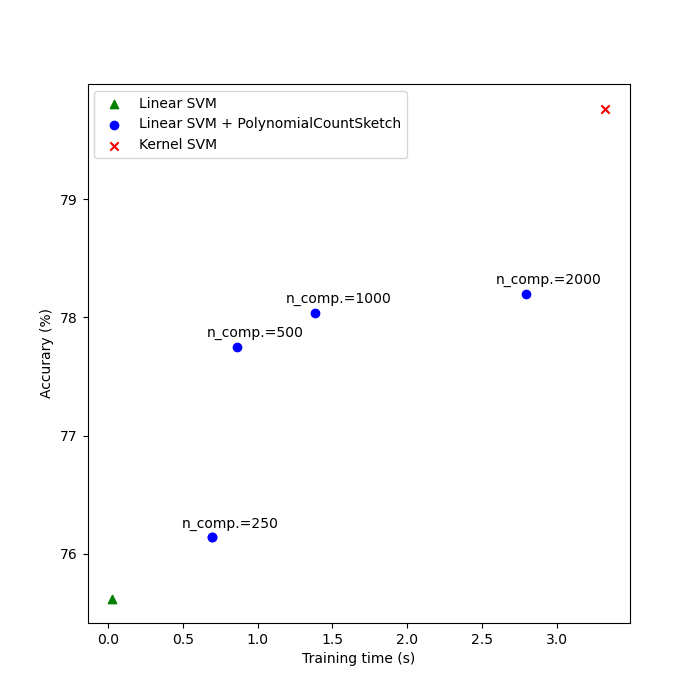 Linear SVM
Linear SVM + PolynomialCountSketch
Kernel SVM
79
n_comp.=2000
n_comp.=1000
78
n_comp.=500
Accurary (%)
77
n_comp.=250
76
0.0 0.5 1.0 1.5 2.0 2.5 3.0
Training time (s)